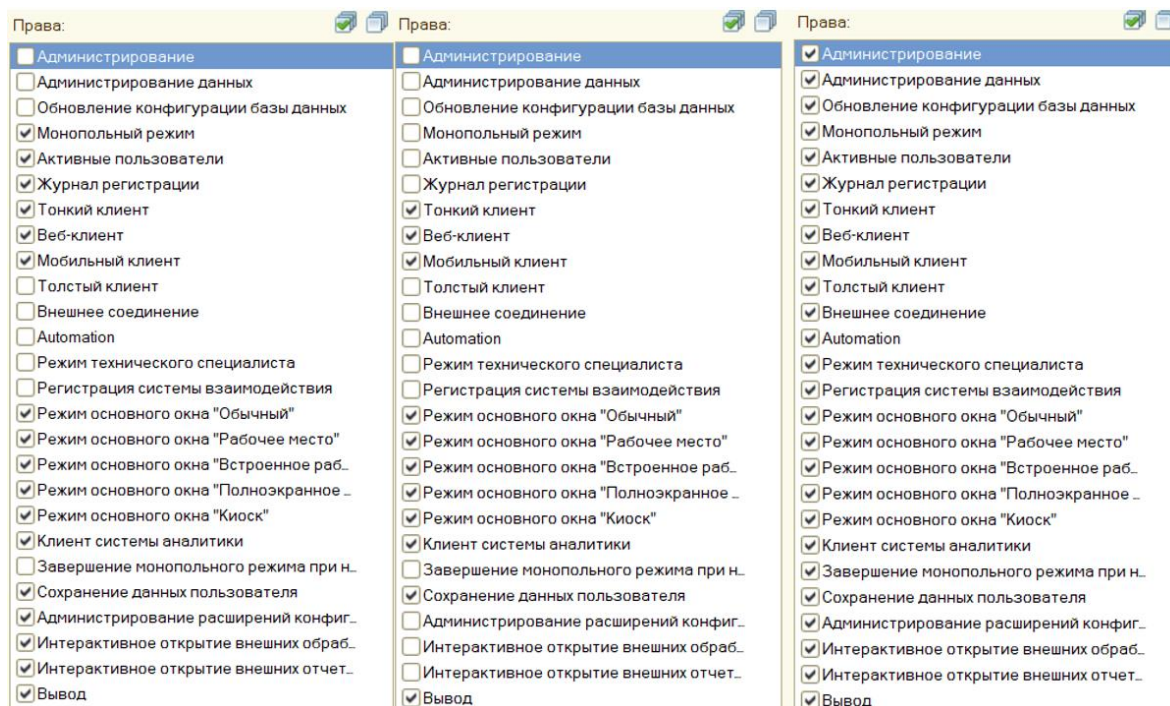 Права:
Администрирование
Администрирование данных
Обновление конфигурации базы данных
Монопольный режим
Активные пользователи
Журнал регистрации
Тонкий клиент
Веб-клиент
Мобильный клиент
Толстый клиент
Внешнее соединение
Automation
Режим технического специалиста
Регистрация системы взаимодействия
Режим основного окна "Обычный"
Режим основного окна "Рабочее место"
Режим основного окна "Встроенное раб...
Режим основного окна "Полноэкранное ...
Режим основного окна "Киоск"
Клиент системы аналитики
Завершение монопольного режима при н...
Сохранение данных пользователя
Администрирование расширений конфиг...
Интерактивное открытие внешних обраб...
Интерактивное открытие внешних отчет...
Вывод
Права:
Администрирование
Администрирование данных
Обновление конфигурации базы данных
Монопольный режим
Активные пользователи
Журнал регистрации
Тонкий клиент
Веб-клиент
Мобильный клиент
Толстый клиент
Внешнее соединение
Automation
Режим технического специалиста
Регистрация системы взаимодействия
Режим основного окна "Обычный"
Режим основного окна "Рабочее место"
Режим основного окна "Встроенное раб...
Режим основного окна "Полноэкранное ...
Режим основного окна "Киоск"
Клиент системы аналитики
Завершение монопольного режима при н...
Сохранение данных пользователя
Администрирование расширений конфиг...
Интерактивное открытие внешних обраб...
Интерактивное открытие внешних отчет...
Вывод
Права:
Администрирование
Администрирование данных
Обновление конфигурации базы данных
Монопольный режим
Активные пользователи
Журнал регистрации
Тонкий клиент
Веб-клиент
Мобильный клиент
Толстый клиент
Внешнее соединение
Automation
Режим технического специалиста
Регистрация системы взаимодействия
Режим основного окна "Обычный"
Режим основного окна "Рабочее место"
Режим основного окна "Встроенное раб...
Режим основного окна "Полноэкранное ...
Режим основного окна "Киоск"
Клиент системы аналитики
Завершение монопольного режима при н...
Сохранение данных пользователя
Администрирование расширений конфиг...
Интерактивное открытие внешних обраб...
Интерактивное открытие внешних отчет...
Вывод